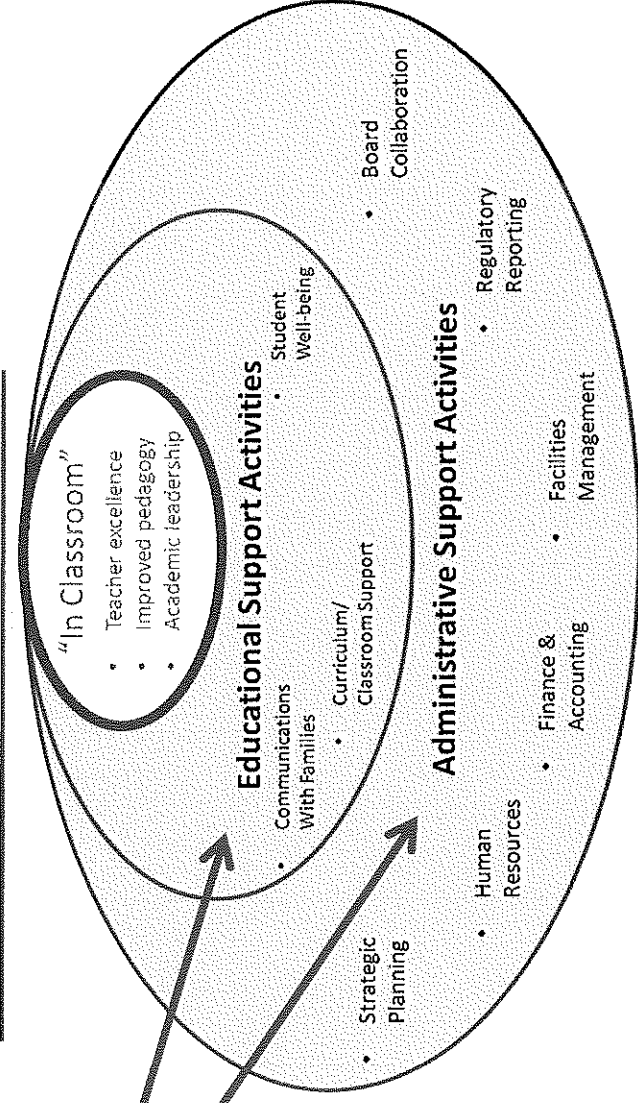 “In Classroom”
• Teacher excellence
• Improved pedagogy
• Academic leadership
Educational Support Activities
• Communications
With Families
• Curriculum/
Classroom Support
• Student
Well-being
Administrative Support Activities
• Strategic
Planning
• Human
Resources
• Finance &
Accounting
• Facilities
Management
• Regulatory
Reporting
• Board
Collaboration